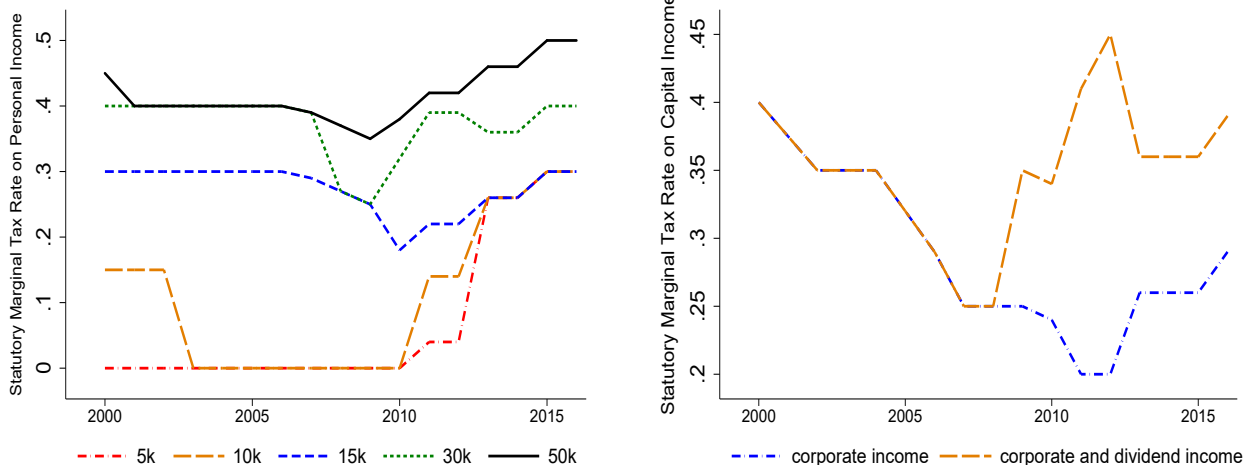 Statutory Marginal Tax Rate on Personal Income
.5
.4
.3
.2
.1
0
2000 2005 2010 2015
5k 10k 15k 30k 50k
Statutory Marginal Tax Rate on Capital Income
.45
.4
.35
.3
.25
.2
2000 2005 2010 2015
corporate income corporate and dividend income